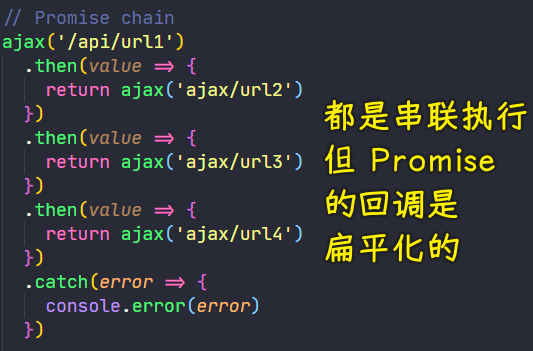 // Promise chain
ajax('/api/url1')
  .then(value => {
    return ajax('ajax/url2')
  })
  .then(value => {
    return ajax('ajax/url3')
  })
  .then(value => {
    return ajax('ajax/url4')
  })
  .catch(error => {
    console.error(error)
  })
都是串联执行
但 Promise
的回调是
扁平化的